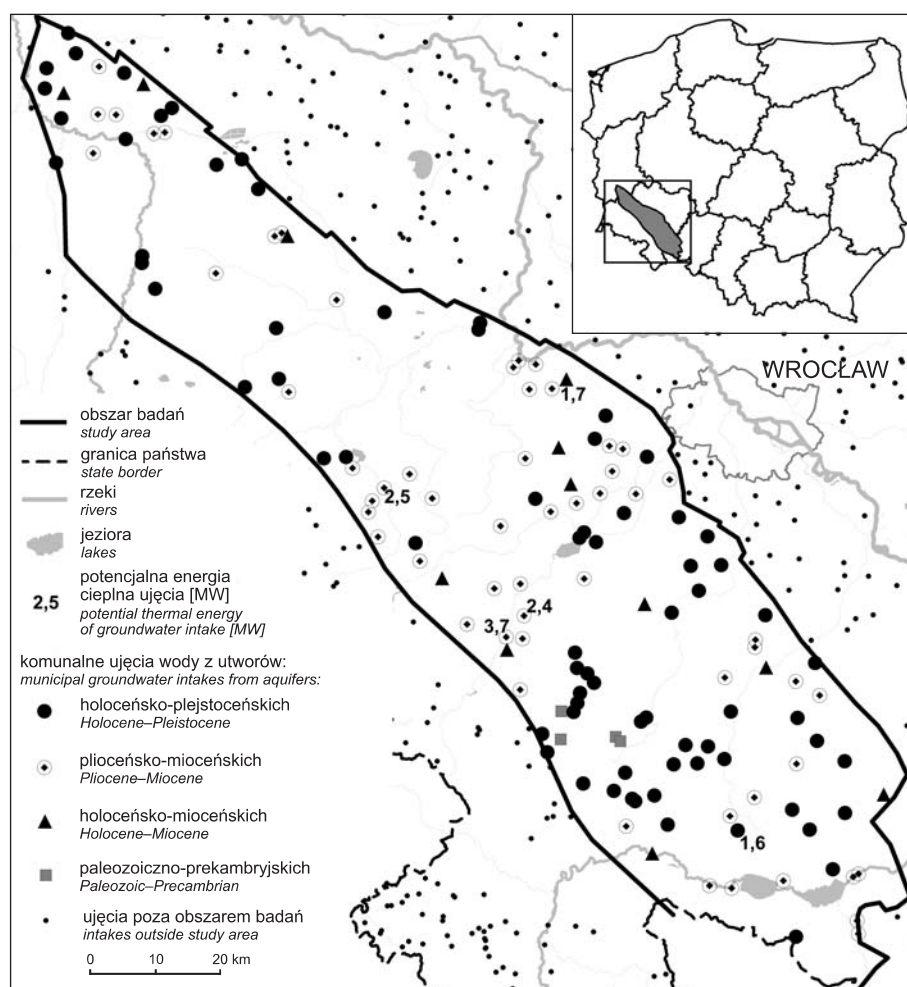 WROCŁAW
1,7
2,5
2,4
3,7
1,6
obszar badań
study area
granica państwa
state border
rzeki
rivers
jeziora
lakes
2,5
potencjalna energia
cieplna ujęcia [MW]
potential thermal energy
of groundwater intake [MW]
komunalne ujęcia wody z utworów:
municipal groundwater intakes from aquifers:
holoceńsko-plejstoceńskich
Holocene–Pleistocene
plioceńsko-mioceńskich
Pliocene–Miocene
holoceńsko-mioceńskich
Holocene–Miocene
paleozoiczno-prekambryjskich
Paleozoic–Precambrian
ujęcia poza obszarem badań
intakes outside study area
0 10 20 km